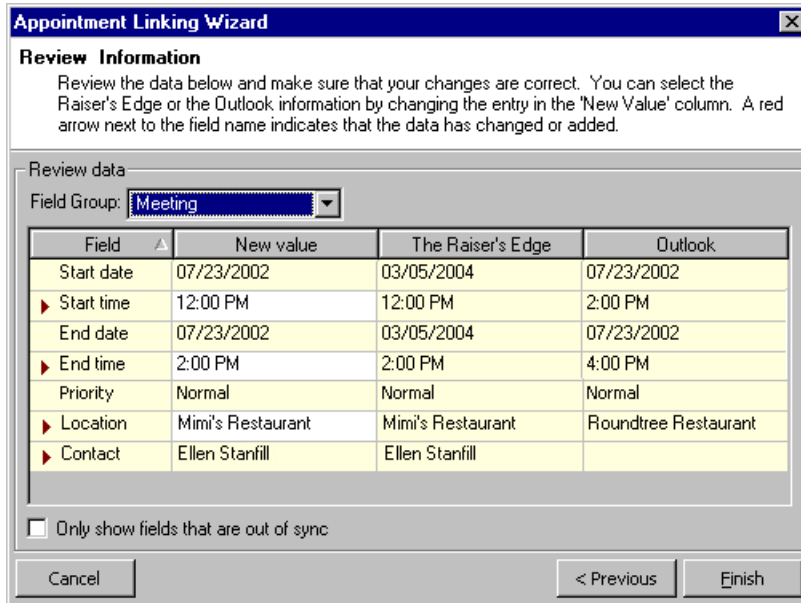 Appointment Linking Wizard
Review Information
Review the data below and make sure that your changes are correct. You can select the
Raiser's Edge or the Outlook information by changing the entry in the 'New Value' column. A red
arrow next to the field name indicates that the data has changed or added.
Review data
Field Group: Meeting
Field New value The Raiser's Edge Outlook
Start date 07/23/2002 03/05/2004 07/23/2002
Start time 12:00 PM 12:00 PM 2:00 PM
End date 07/23/2002 03/05/2004 07/23/2002
End time 2:00 PM 2:00 PM 4:00 PM
Priority Normal Normal Normal
Location Mimi's Restaurant Mimi's Restaurant Roundtree Restaurant
Contact Ellen Stanfill Ellen Stanfill
Only show fields that are out of sync
Cancel < Previous Finish